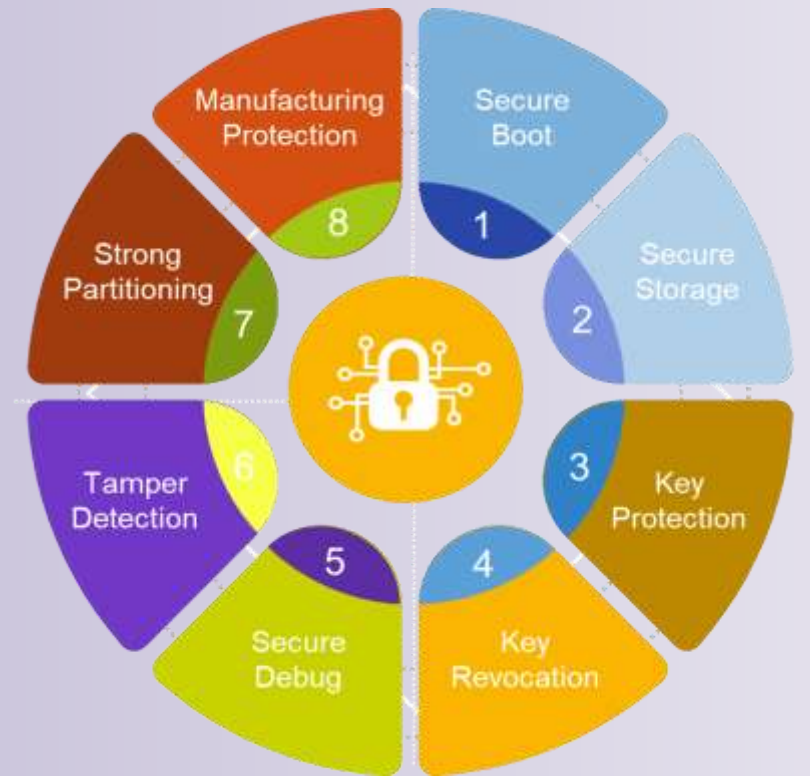 Secure
Boot
1
Secure
Storage
2
3
Key
Protection
4
Key
Revocation
5
Secure
Debug
6
Tamper
Detection
Strong
Partitioning
7
Manufacturing
Protection
8